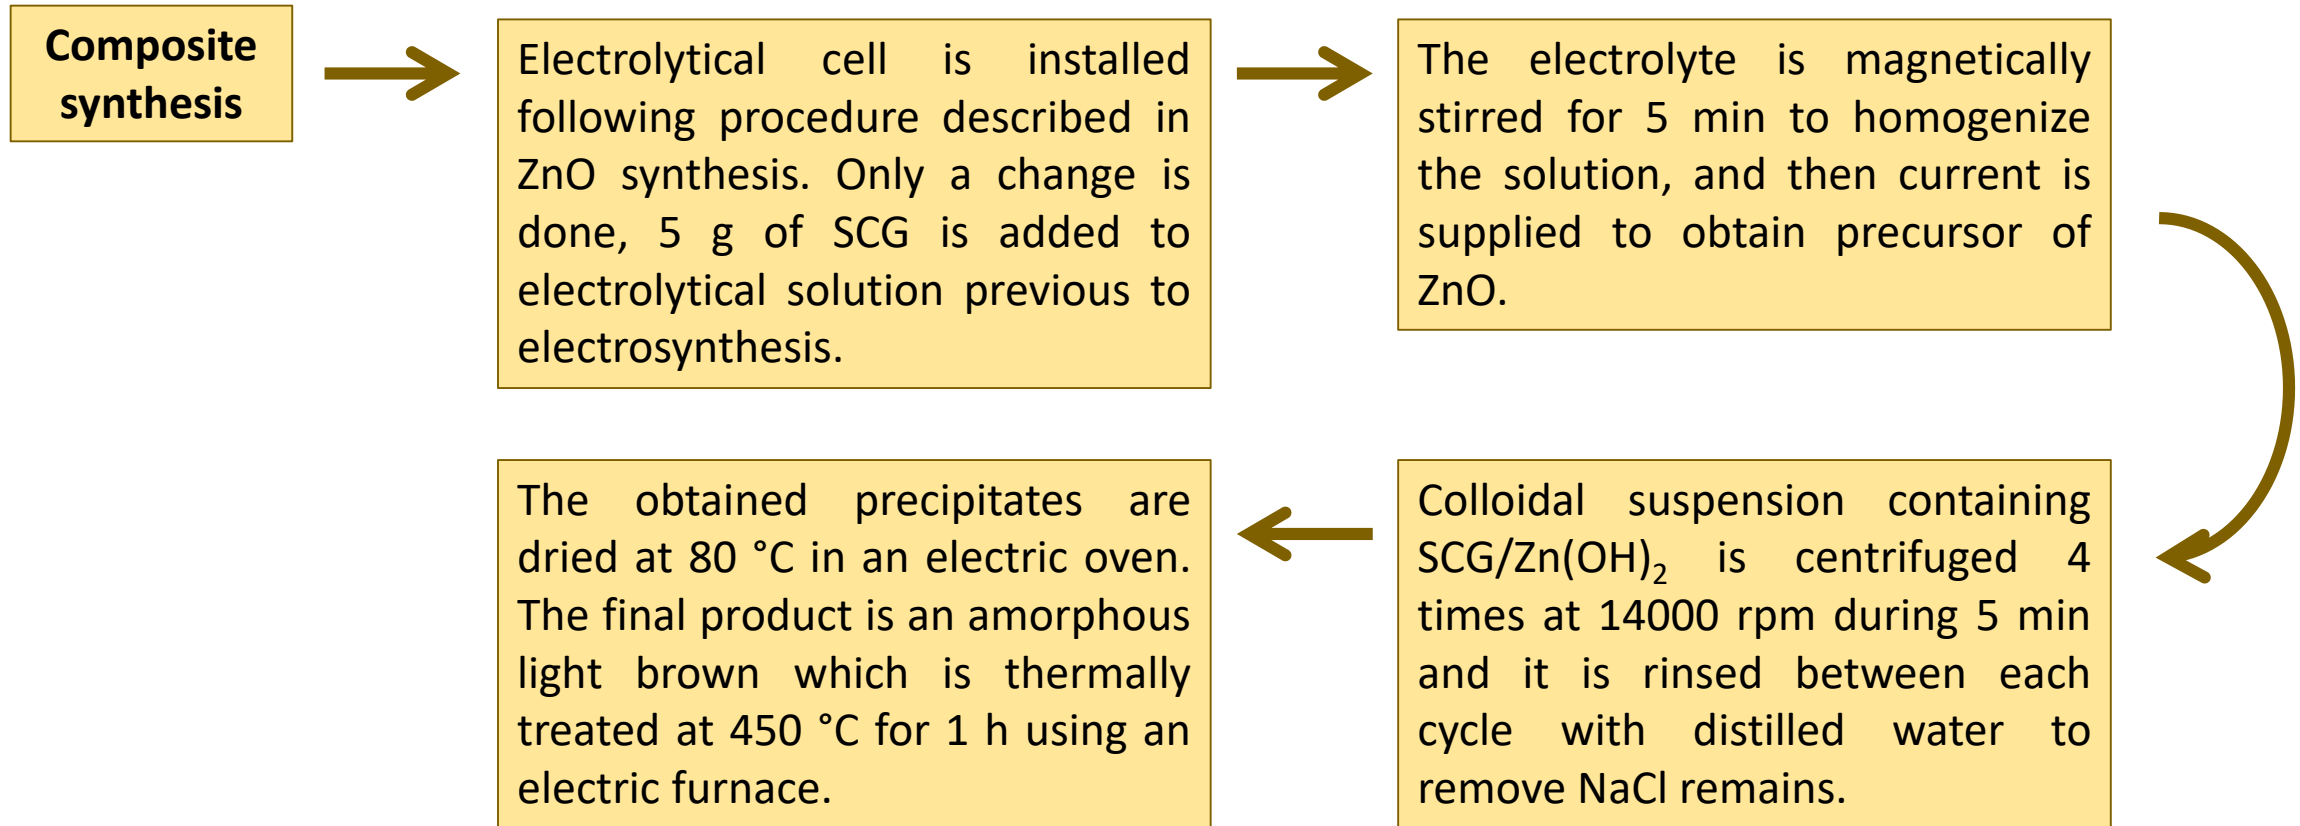 Composite
synthesis
Electrolytical cell is installed
following procedure described in
ZnO synthesis. Only a change is
done, 5 g of SCG is added to
electrolytical solution previous to
electrosynthesis.
The electrolyte is magnetically
stirred for 5 min to homogenize
the solution, and then current is
supplied to obtain precursor of
ZnO.
Colloidal suspension containing
SCG/Zn(OH)₂ is centrifuged 4
times at 14000 rpm during 5 min
and it is rinsed between each
cycle with distilled water to
remove NaCl remains.
The obtained precipitates are
dried at 80 °C in an electric oven.
The final product is an amorphous
light brown which is thermally
treated at 450 °C for 1 h using an
electric furnace.